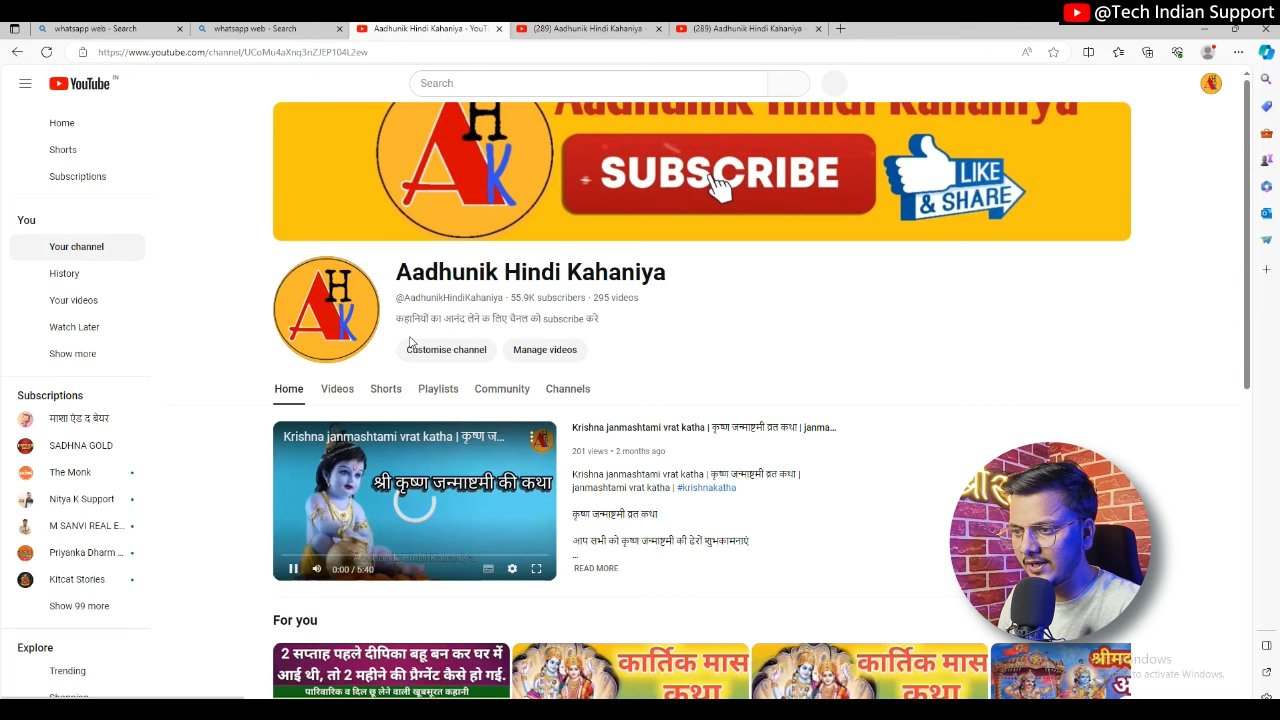 @Tech Indian Support
whatsapp web - Search
whatsapp web - Search
Aadhunik Hindi Kahaniya - YouT
(289) Aadhunik Hindi Kahaniya -
(289) Aadhunik Hindi Kahaniya -
https://www.youtube.com/channel/UCoMu4aXnq3riZJEP104L2ew
YouTube IN
Search
Home
Shorts
Subscriptions
You
Your channel
History
Your videos
Watch Later
Show more
Subscriptions
माशा एंड द बेयर
SADHNA GOLD
The Monk
Nitya K Support
M SANVI REAL E...
Priyanka Dharm ...
Kitcat Stories
Show 99 more
Explore
Trending
Aadhunik Hindi Kahaniya
AHK
SUBSCRIBE
LIKE
& SHARE
AHK
Aadhunik Hindi Kahaniya
@AadhunikHindiKahaniya · 55.9K subscribers · 295 videos
कहानियों का आनंद लेने क लिए चैनल को subscribe करे
Customise channel
Manage videos
Home
Videos
Shorts
Playlists
Community
Channels
Krishna janmashtami vrat katha | कृष्ण ज...
श्री कृष्ण जन्माष्टमी की कथा
0:00 / 5:40
Krishna janmashtami vrat katha | कृष्ण जन्माष्टमी व्रत कथा | janma...
201 views • 2 months ago
Krishna janmashtami vrat katha | कृष्ण जन्माष्टमी व्रत कथा |
janmashtami vrat katha | #krishnakatha
कृष्ण जन्माष्टमी व्रत कथा
आप सभी को कृष्ण जन्माष्टमी की ढेरों शुभकामनाएं
...
READ MORE
For you
2 सप्ताह पहले दीपिका बहू बन कर घर में
आई थी, तो 2 महीने की प्रैग्नेंट कैसे हो गई.
पारिवारिक व दिल छू लेने वाली खूबसूरत कहानी
कार्तिक मास
कथा
कार्तिक मास
कथा
श्रीमद